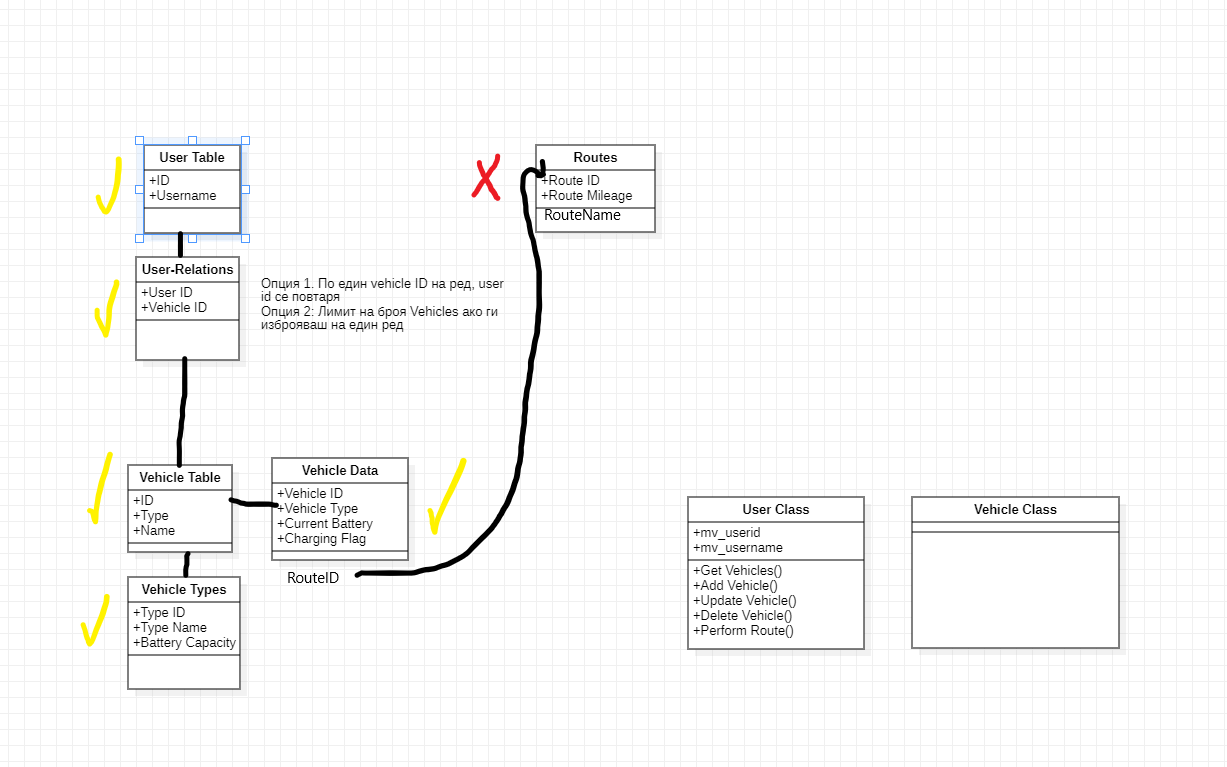 User Table
+ID
+Username
User-Relations
+User ID
+Vehicle ID
Опция 1. По един vehicle ID на ред, user
id се повтаря
Опция 2: Лимит на броя Vehicles ако ги
изброяваш на един ред
Routes
+Route ID
+Route Mileage
RouteName
Vehicle Table
+ID
+Type
+Name
Vehicle Data
+Vehicle ID
+Vehicle Type
+Current Battery
+Charging Flag
RouteID
Vehicle Types
+Type ID
+Type Name
+Battery Capacity
User Class
+mv_userid
+mv_username
+Get Vehicles()
+Add Vehicle()
+Update Vehicle()
+Delete Vehicle()
+Perform Route()
Vehicle Class